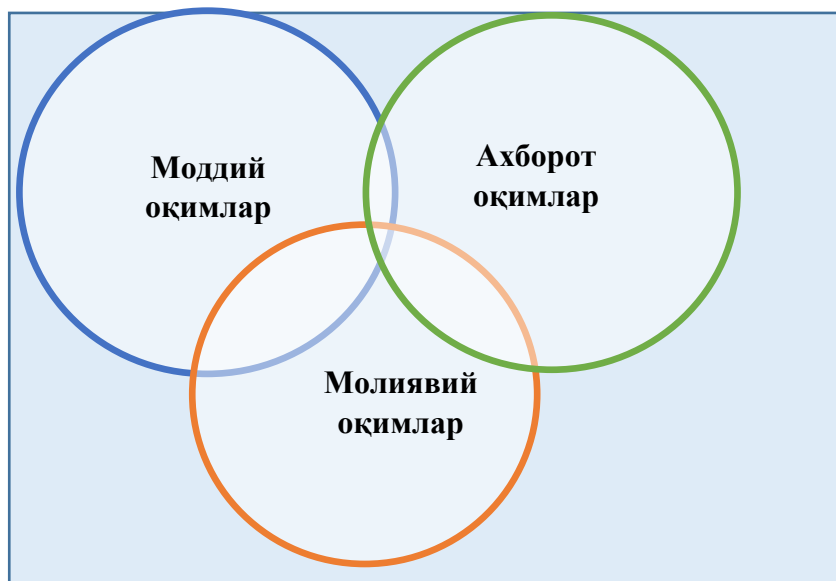 Моддий
оқимлар
Ахборот
оқимлар
Молиявий
оқимлар